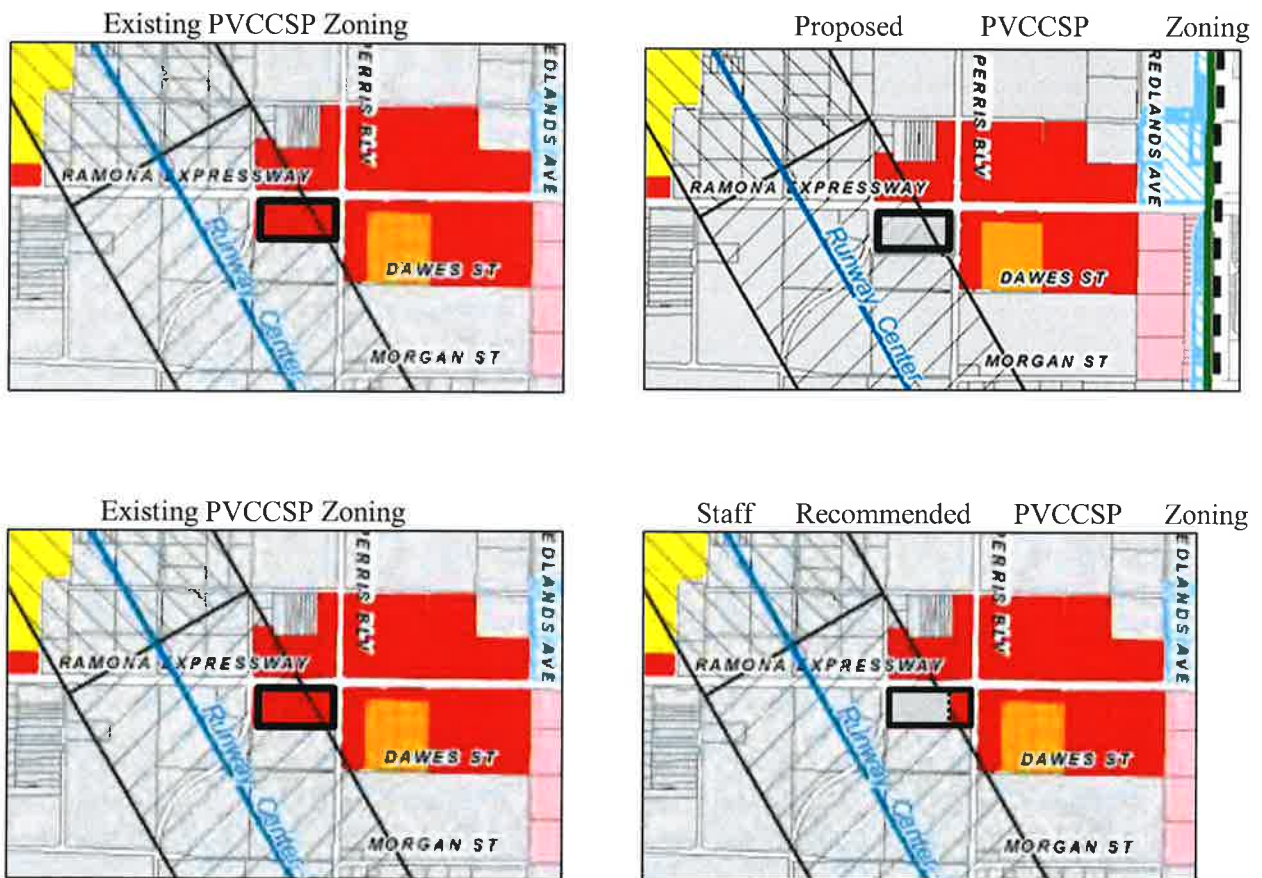 Existing PVCCSP Zoning
PERRIS BLV
EDLANDS AVE
RAMONA EXPRESSWAY
Runway Center
DAWES ST
MORGAN ST
Proposed PVCCSP Zoning
PERRIS BLV
REDLANDS AVE
RAMONA EXPRESSWAY
Runway Center
DAWES ST
MORGAN ST
Existing PVCCSP Zoning
PERRIS BLV
EDLANDS AVE
RAMONA EXPRESSWAY
Runway Center
DAWES ST
MORGAN ST
Staff Recommended PVCCSP Zoning
ERRIS BLV
EDLANDS AVE
RAMONA EXPRESSWAY
Runway Center
DAWES ST
MORGAN ST